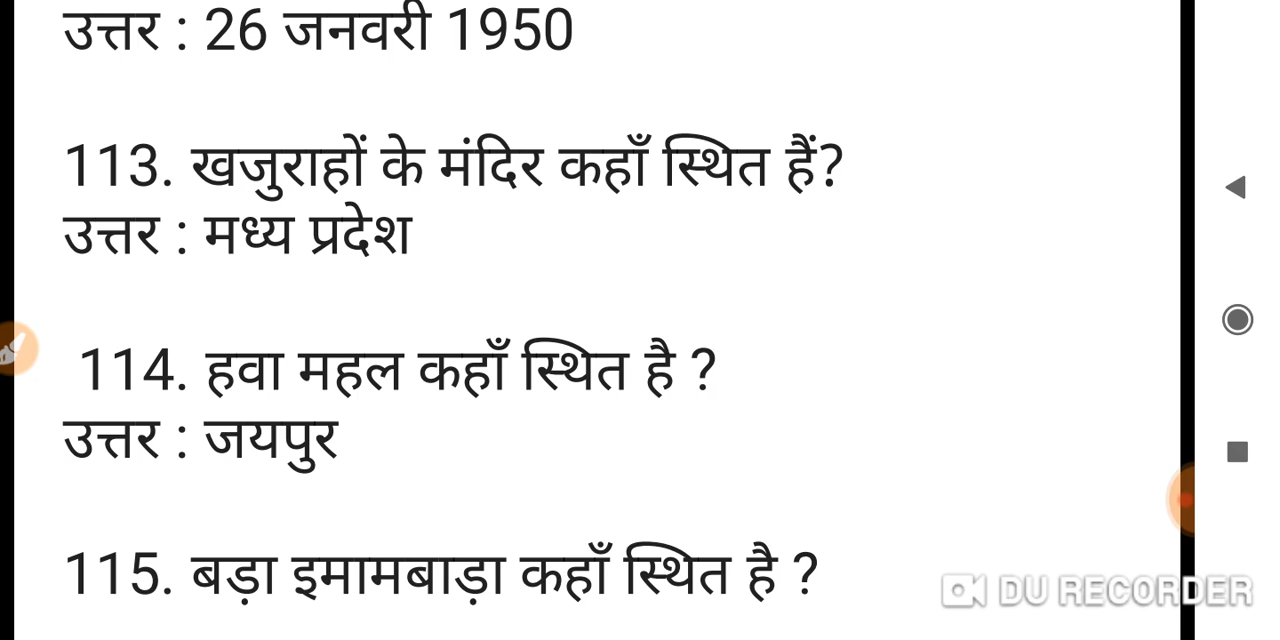 उत्तर : 26 जनवरी 1950
113. खजुराहों के मंदिर कहाँ स्थित हैं?
उत्तर : मध्य प्रदेश
114. हवा महल कहाँ स्थित है ?
उत्तर : जयपुर
115. बड़ा इमामबाड़ा कहाँ स्थित है ?
DU RECORDER